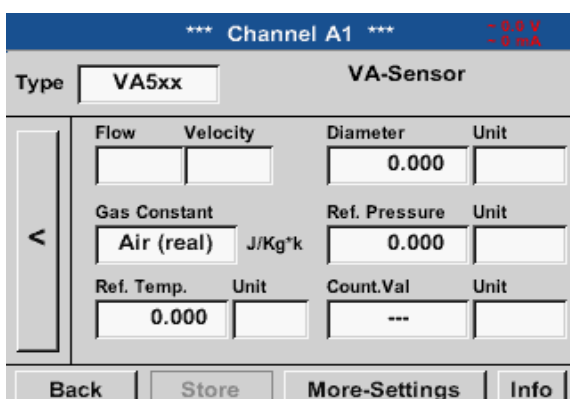 *** Channel A1 *** ~ 0.0 V
~ 0 mA
Type VA5xx VA-Sensor
Flow Velocity Diameter Unit
0.000
Gas Constant Ref. Pressure Unit
< Air (real) J/Kg*k 0.000
Ref. Temp. Unit Count.Val Unit
0.000 ---
Back Store More-Settings Info